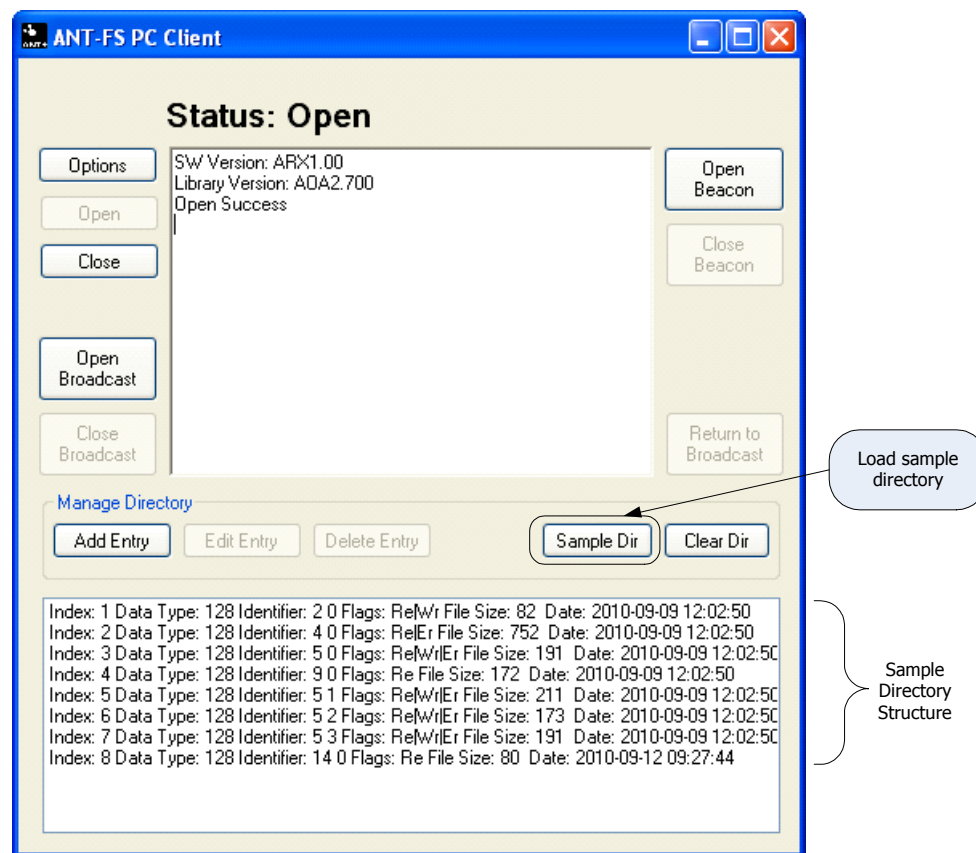 ANT+ ANT-FS PC Client
Status: Open
Options
Open
Close
Open
Broadcast
Close
Broadcast
SW Version: ARX1.00
Library Version: AOA2.700
Open Success
Open
Beacon
Close
Beacon
Return to
Broadcast
Load sample
directory
Manage Directory
Add Entry
Edit Entry
Delete Entry
Sample Dir
Clear Dir
Index: 1 Data Type: 128 Identifier: 2 0 Flags: Re|Wr File Size: 82 Date: 2010-09-09 12:02:50
Index: 2 Data Type: 128 Identifier: 4 0 Flags: Re|Er File Size: 752 Date: 2010-09-09 12:02:50
Index: 3 Data Type: 128 Identifier: 5 0 Flags: Re|Wr|Er File Size: 191 Date: 2010-09-09 12:02:50
Index: 4 Data Type: 128 Identifier: 9 0 Flags: Re File Size: 172 Date: 2010-09-09 12:02:50
Index: 5 Data Type: 128 Identifier: 5 1 Flags: Re|Wr|Er File Size: 211 Date: 2010-09-09 12:02:50
Index: 6 Data Type: 128 Identifier: 5 2 Flags: Re|Wr|Er File Size: 173 Date: 2010-09-09 12:02:50
Index: 7 Data Type: 128 Identifier: 5 3 Flags: Re|Wr|Er File Size: 191 Date: 2010-09-09 12:02:50
Index: 8 Data Type: 128 Identifier: 14 0 Flags: Re File Size: 80 Date: 2010-09-12 09:27:44
Sample
Directory
Structure